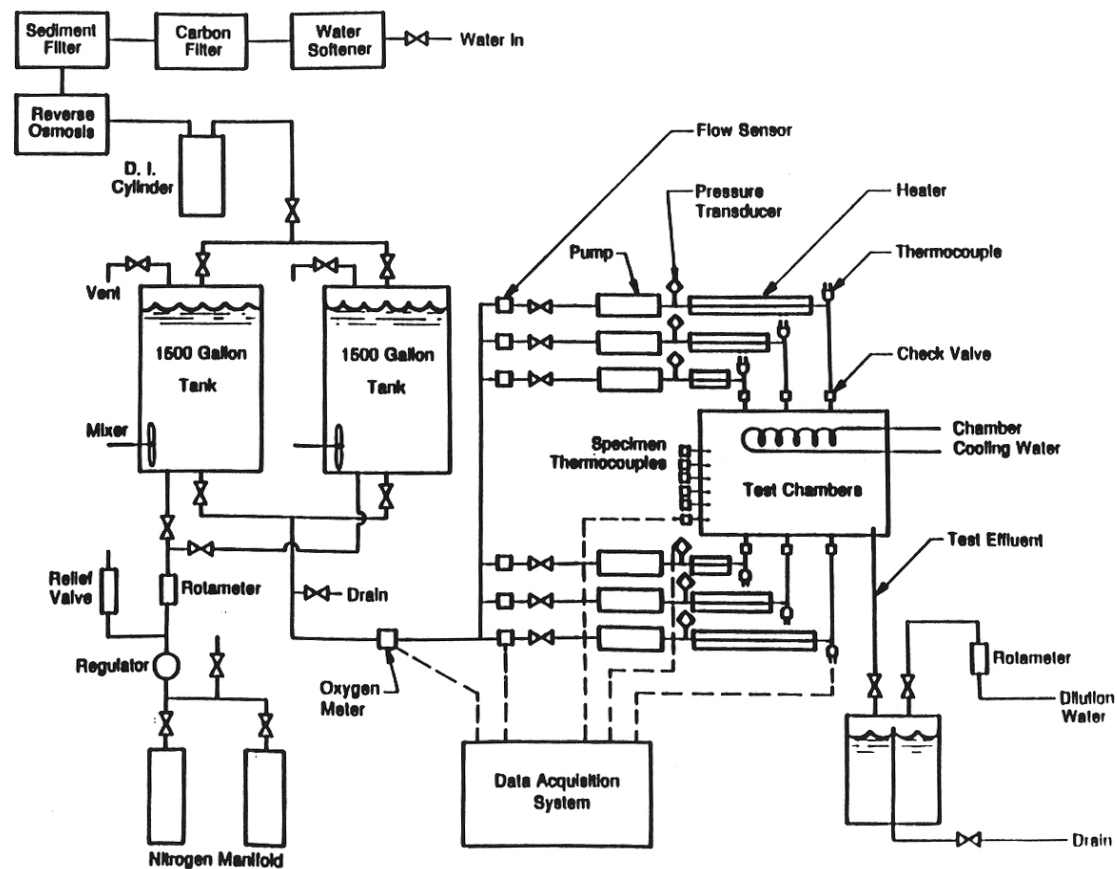 Sediment
Filter
Carbon
Filter
Water
Softener
Water In
Reverse
Osmosis
D. I.
Cylinder
Flow Sensor
Pressure
Transducer
Heater
Pump
Thermocouple
Vent
1500 Gallon
Tank
1500 Gallon
Tank
Check Valve
Mixer
Specimen
Thermocouples
Chamber
Cooling Water
Test Chambers
Test Effluent
Relief
Valve
Rotameter
Drain
Regulator
Oxygen
Meter
Rotameter
Dilution
Water
Data Acquisition
System
Drain
Nitrogen Manifold